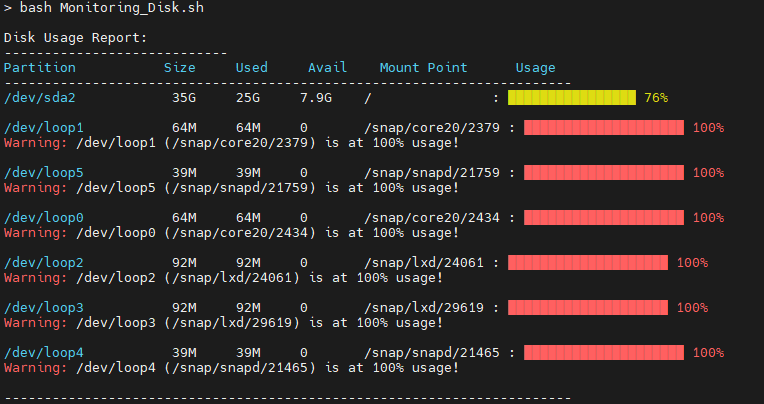 > bash Monitoring_Disk.sh
Disk Usage Report:
----------------------------
Partition           Size     Used     Avail    Mount Point      Usage
-----------------------------------------------------------------------
/dev/sda2            35G     25G     7.9G    /               : ████████████████ 76%
/dev/loop1           64M     64M     0       /snap/core20/2379 : ████████████████████ 100%
Warning: /dev/loop1 (/snap/core20/2379) is at 100% usage!
/dev/loop5           39M     39M     0       /snap/snapd/21759 : ████████████████████ 100%
Warning: /dev/loop5 (/snap/snapd/21759) is at 100% usage!
/dev/loop0           64M     64M     0       /snap/core20/2434 : ████████████████████ 100%
Warning: /dev/loop0 (/snap/core20/2434) is at 100% usage!
/dev/loop2           92M     92M     0       /snap/lxd/24061 : ████████████████████ 100%
Warning: /dev/loop2 (/snap/lxd/24061) is at 100% usage!
/dev/loop3           92M     92M     0       /snap/lxd/29619 : ████████████████████ 100%
Warning: /dev/loop3 (/snap/lxd/29619) is at 100% usage!
/dev/loop4           39M     39M     0       /snap/snapd/21465 : ████████████████████ 100%
Warning: /dev/loop4 (/snap/snapd/21465) is at 100% usage!
-----------------------------------------------------------------------